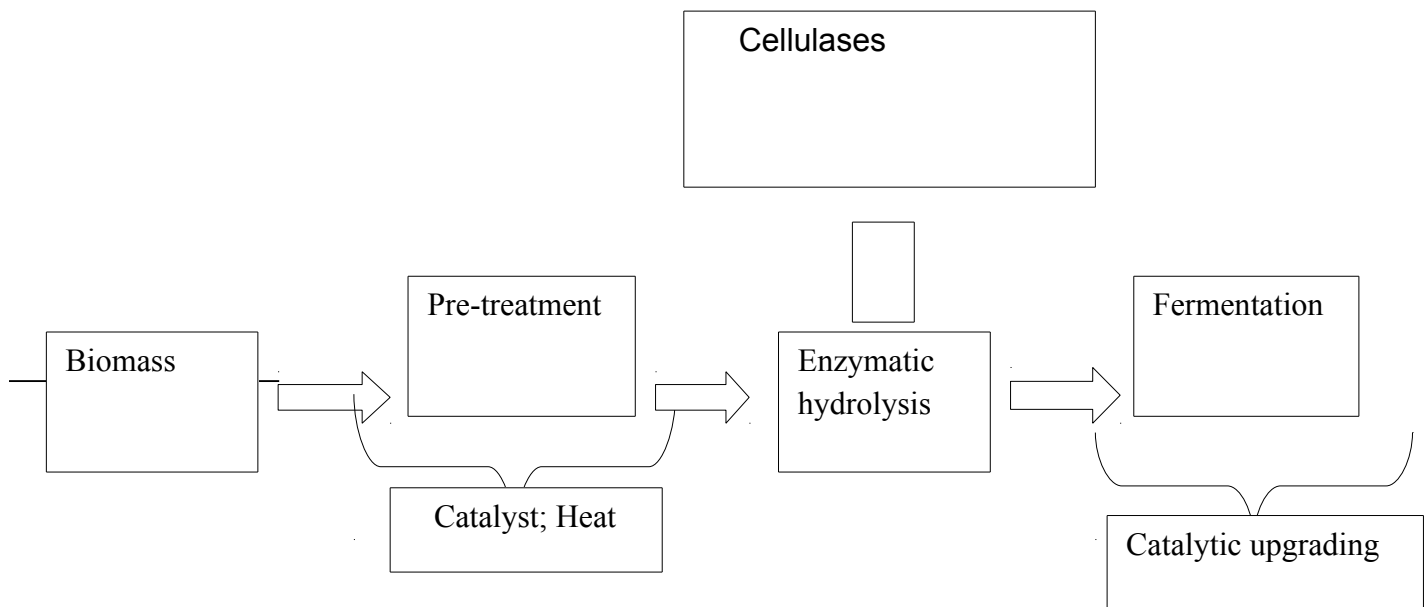 Cellulases
Pre-treatment
Fermentation
Biomass
Enzymatic
hydrolysis
Catalyst; Heat
Catalytic upgrading